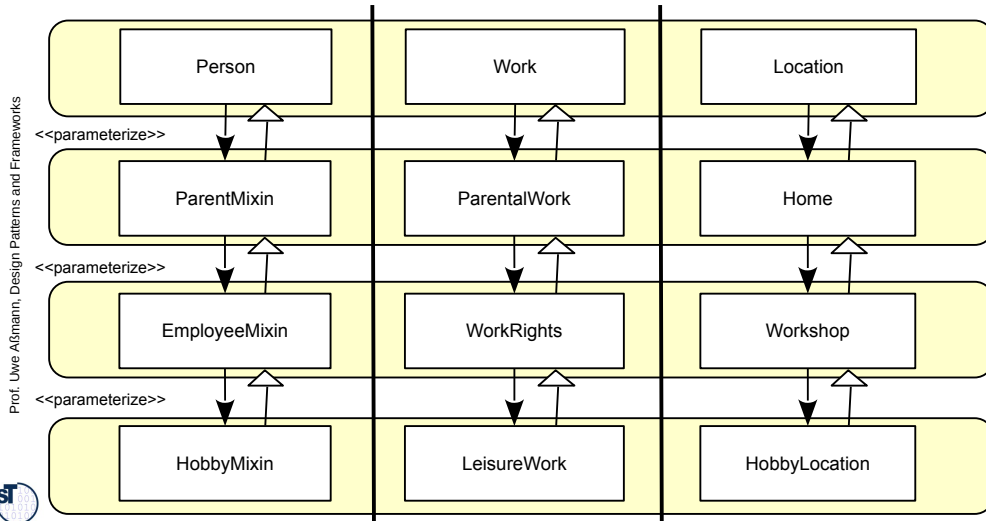 Person
Work
Location
<<parameterize>>
ParentMixin
ParentalWork
Home
<<parameterize>>
EmployeeMixin
WorkRights
Workshop
<<parameterize>>
HobbyMixin
LeisureWork
HobbyLocation
Prof. Uwe Aßmann, Design Patterns and Frameworks
sT